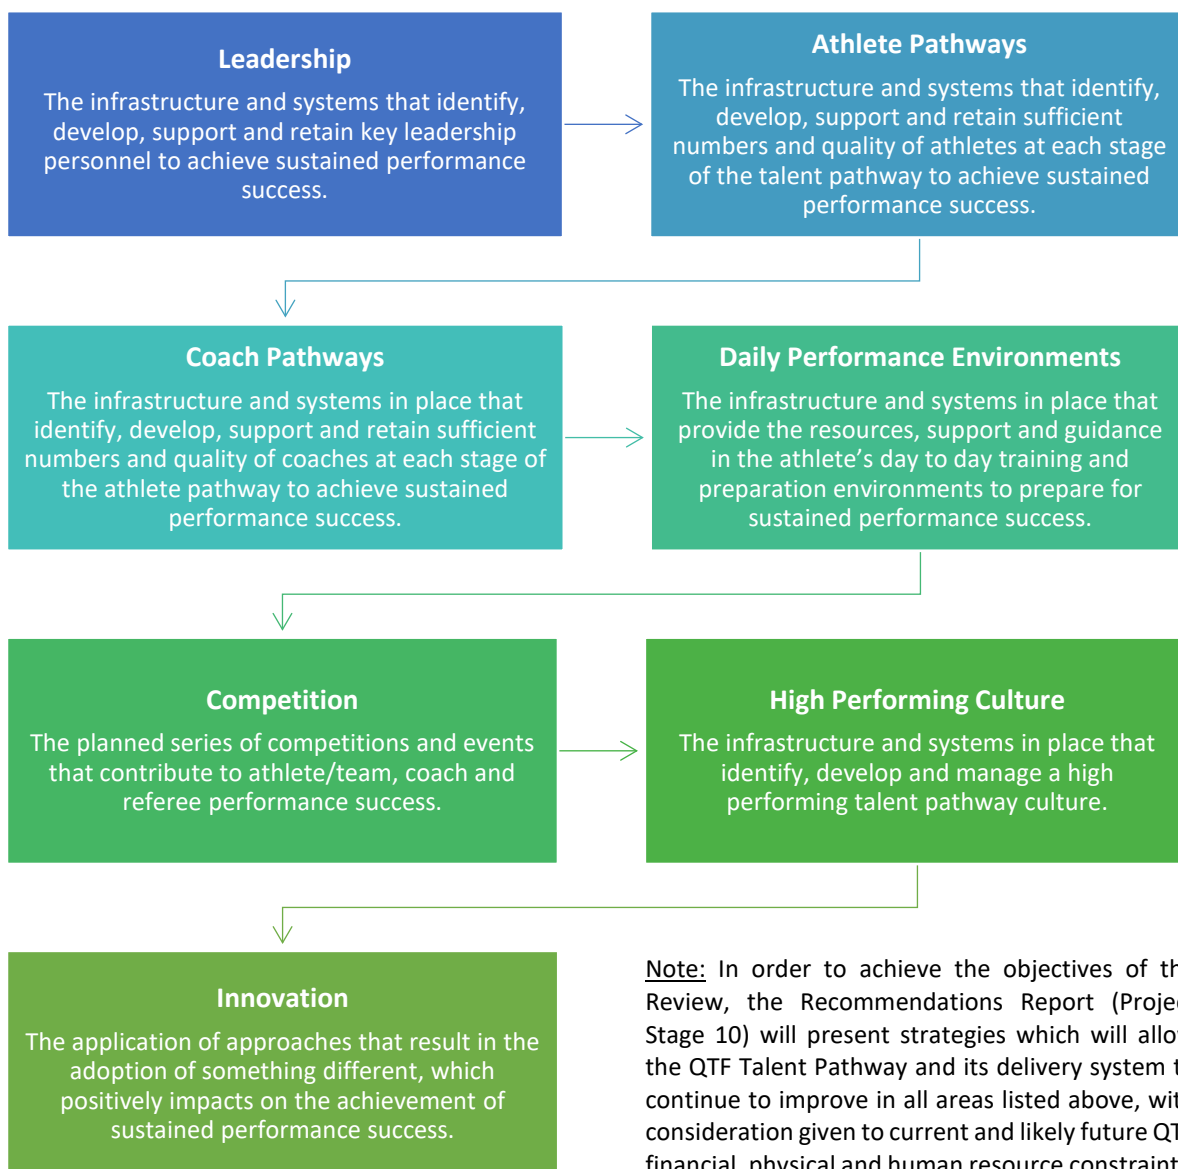 Leadership
The infrastructure and systems that identify,
develop, support and retain key leadership
personnel to achieve sustained performance
success.
Athlete Pathways
The infrastructure and systems that identify,
develop, support and retain sufficient
numbers and quality of athletes at each stage
of the talent pathway to achieve sustained
performance success.
Coach Pathways
The infrastructure and systems in place that
identify, develop, support and retain sufficient
numbers and quality of coaches at each stage of
the athlete pathway to achieve sustained
performance success.
Daily Performance Environments
The infrastructure and systems in place that
provide the resources, support and guidance
in the athlete’s day to day training and
preparation environments to prepare for
sustained performance success.
Competition
The planned series of competitions and events
that contribute to athlete/team, coach and
referee performance success.
High Performing Culture
The infrastructure and systems in place that
identify, develop and manage a high
performing talent pathway culture.
Innovation
The application of approaches that result in the
adoption of something different, which
positively impacts on the achievement of
sustained performance success.
Note: In order to achieve the objectives of th
Review, the Recommendations Report (Projec
Stage 10) will present strategies which will allow
the QTF Talent Pathway and its delivery system t
continue to improve in all areas listed above, wit
consideration given to current and likely future QT
financial, physical and human resource constraint